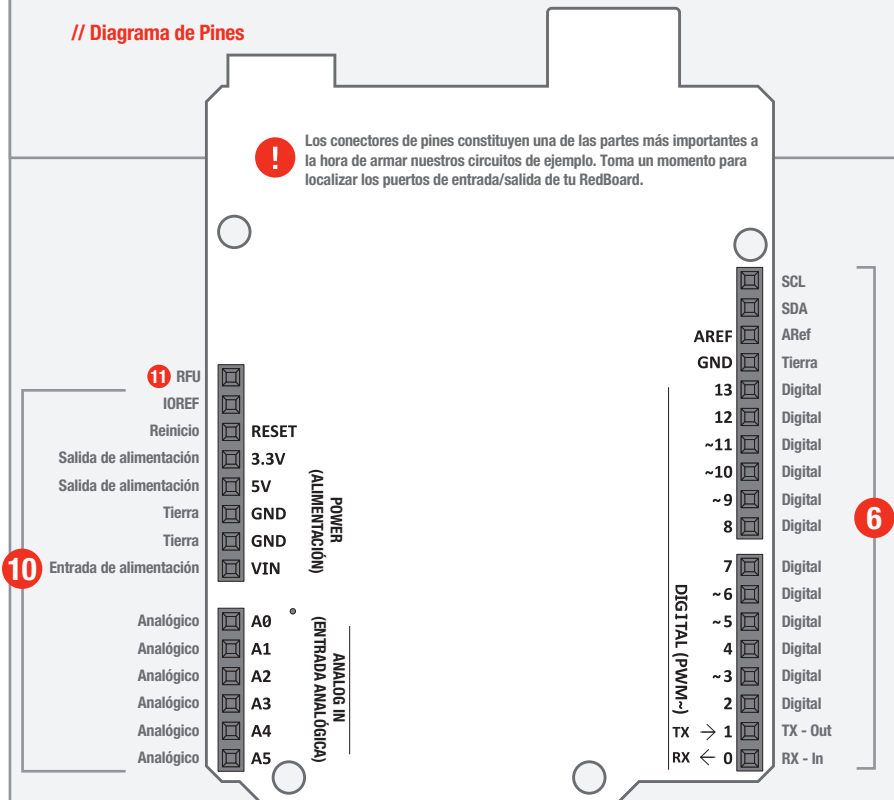 // Diagrama de Pines
!
Los conectores de pines constituyen una de las partes más importantes a
la hora de armar nuestros circuitos de ejemplo. Toma un momento para
localizar los puertos de entrada/salida de tu RedBoard.
11 RFU
IOREF
Reinicio RESET
Salida de alimentación 3.3V
Salida de alimentación 5V
Tierra GND
Tierra GND
10
Entrada de alimentación VIN
POWER
(ALIMENTACIÓN)
Analógico A0
Analógico A1
Analógico A2
Analógico A3
Analógico A4
Analógico A5
ANALOG IN
(ENTRADA ANALÓGICA)
SCL
SDA
AREF ARef
GND Tierra
13 Digital
12 Digital
~11 Digital
~10 Digital
~9 Digital
8 Digital
6
7 Digital
~6 Digital
~5 Digital
4 Digital
~3 Digital
2 Digital
TX → 1 TX - Out
RX ← 0 RX - In
DIGITAL (PWM~)